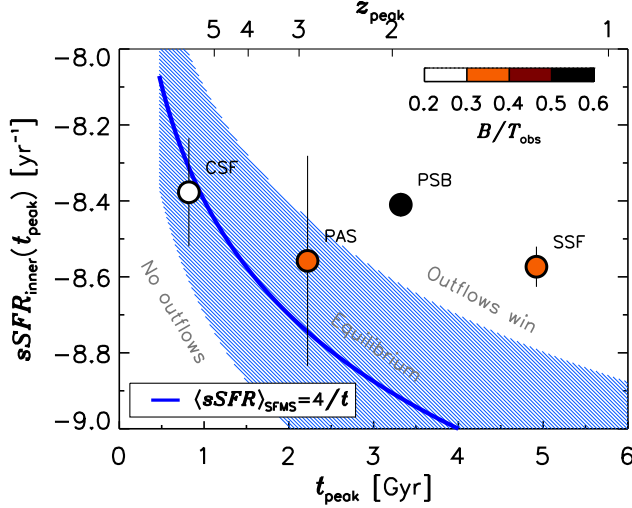 z_peak
5 4 3 2 1
-8.0
-8.2
-8.4
-8.6
-8.8
-9.0
sSFR_inner(t_peak) [yr⁻¹]
0.2 0.3 0.4 0.5 0.6
B/T_obs
CSF
PSB
PAS
SSF
No outflows
Equilibrium
Outflows win
⟨sSFR⟩_SFMS=4/t
0 1 2 3 4 5 6
t_peak [Gyr]